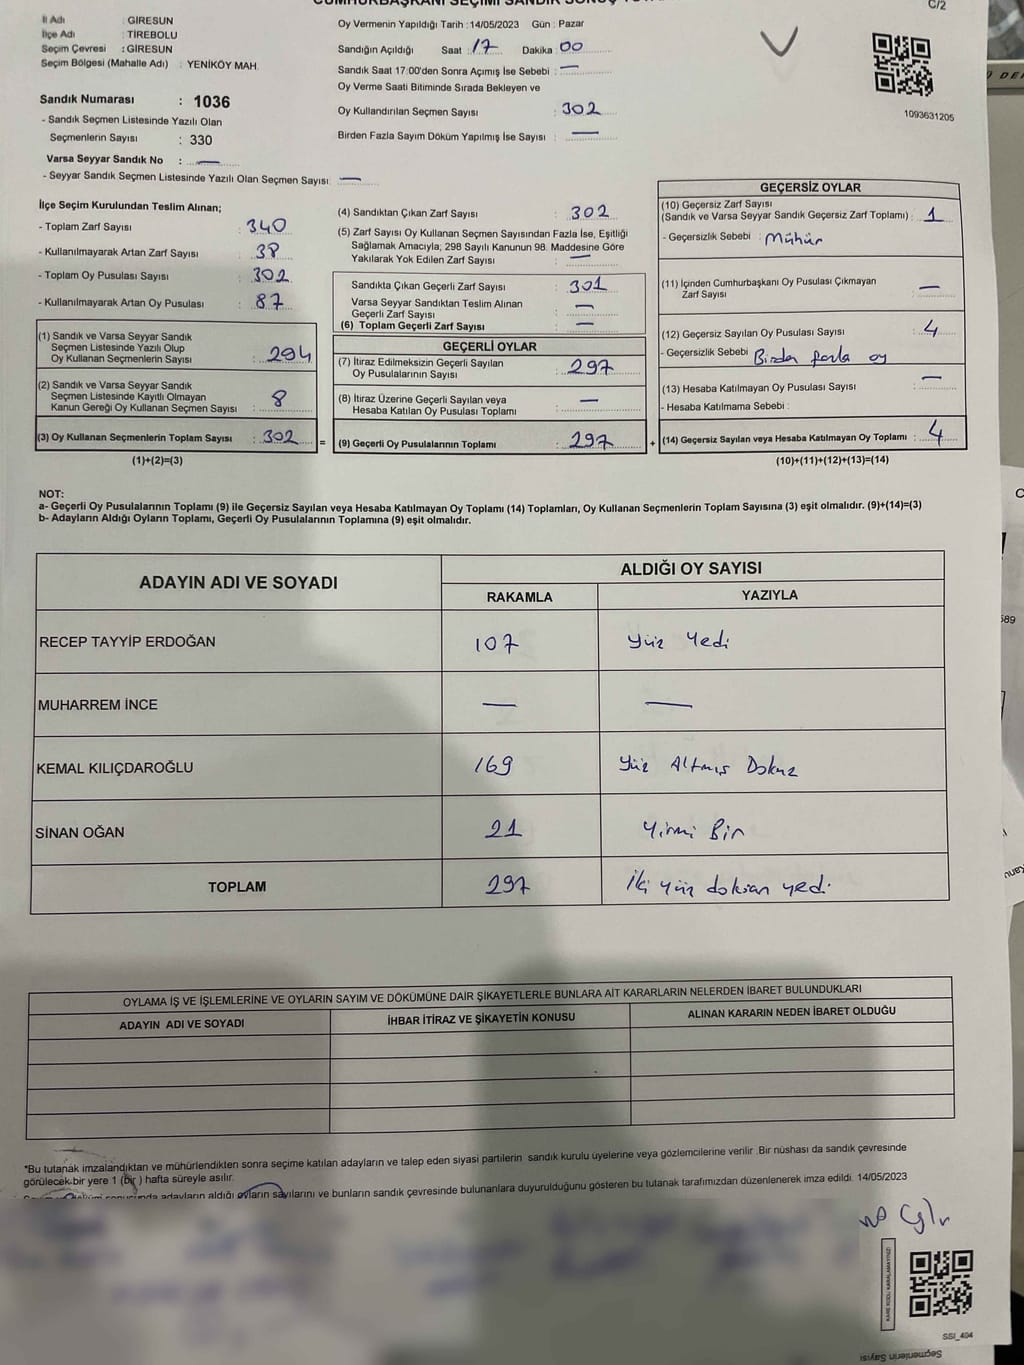 CUMHURBAŞKANI SEÇİMİ SANDIK SONUÇ
C/2
İl Adı : GİRESUN
İlçe Adı : TİREBOLU
Seçim Çevresi : GİRESUN
Seçim Bölgesi (Mahalle Adı) : YENİKÖY MAH.
Sandık Numarası : 1036
- Sandık Seçmen Listesinde Yazılı Olan
Seçmenlerin Sayısı : 330
Varsa Seyyar Sandık No : —
- Seyyar Sandık Seçmen Listesinde Yazılı Olan Seçmen Sayısı : —
Oy Vermenin Yapıldığı Tarih : 14/05/2023 Gün : Pazar
Sandığın Açıldığı Saat : 17 Dakika : 00
Sandık Saat 17:00'den Sonra Açımış İse Sebebi : —
Oy Verme Saati Bitiminde Sırada Bekleyen ve
Oy Kullandırılan Seçmen Sayısı : 302
Birden Fazla Sayım Döküm Yapılmış İse Sayısı : —
1093631205
İlçe Seçim Kurulundan Teslim Alınan;
- Toplam Zarf Sayısı : 340
- Kullanılmayarak Artan Zarf Sayısı : 38
- Toplam Oy Pusulası Sayısı : 302
- Kullanılmayarak Artan Oy Pusulası : 87
(1) Sandık ve Varsa Seyyar Sandık
Seçmen Listesinde Yazılı Olup
Oy Kullanan Seçmenlerin Sayısı : 294
(2) Sandık ve Varsa Seyyar Sandık
Seçmen Listesinde Kayıtlı Olmayan
Kanun Gereği Oy Kullanan Seçmen Sayısı : 8
(3) Oy Kullanan Seçmenlerin Toplam Sayısı : 302 =
(1)+(2)=(3)
(4) Sandıktan Çıkan Zarf Sayısı : 302
(5) Zarf Sayısı Oy Kullanan Seçmen Sayısından Fazla İse, Eşitliği
Sağlamak Amacıyla; 298 Sayılı Kanunun 98. Maddesine Göre
Yakılarak Yok Edilen Zarf Sayısı : —
Sandıkta Çıkan Geçerli Zarf Sayısı : 301
Varsa Seyyar Sandıktan Teslim Alınan
Geçerli Zarf Sayısı : —
(6) Toplam Geçerli Zarf Sayısı : —
GEÇERLİ OYLAR
(7) İtiraz Edilmeksizin Geçerli Sayılan
Oy Pusulalarının Sayısı : 297
(8) İtiraz Üzerine Geçerli Sayılan veya
Hesaba Katılan Oy Pusulası Toplamı : —
(9) Geçerli Oy Pusulalarının Toplamı : 297 +
GEÇERSİZ OYLAR
(10) Geçersiz Zarf Sayısı
(Sandık ve Varsa Seyyar Sandık Geçersiz Zarf Toplamı) : 1
- Geçersizlik Sebebi : Mühür
(11) İçinden Cumhurbaşkanı Oy Pusulası Çıkmayan
Zarf Sayısı : —
(12) Geçersiz Sayılan Oy Pusulası Sayısı : 4
- Geçersizlik Sebebi : Birden fazla oy
(13) Hesaba Katılmayan Oy Pusulası Sayısı : —
- Hesaba Katılmama Sebebi :
(14) Geçersiz Sayılan veya Hesaba Katılmayan Oy Toplamı : 4
(10)+(11)+(12)+(13)=(14)
NOT:
a- Geçerli Oy Pusulalarının Toplamı (9) ile Geçersiz Sayılan veya Hesaba Katılmayan Oy Toplamı (14) Toplamları, Oy Kullanan Seçmenlerin Toplam Sayısına (3) eşit olmalıdır. (9)+(14)=(3)
b- Adayların Aldığı Oyların Toplamı, Geçerli Oy Pusulalarının Toplamına (9) eşit olmalıdır.
ADAYIN ADI VE SOYADI
ALDIĞI OY SAYISI
RAKAMLA YAZIYLA
RECEP TAYYİP ERDOĞAN 107 Yüz Yedi
MUHARREM İNCE — —
KEMAL KILIÇDAROĞLU 169 Yüz Altmış Dokuz
SİNAN OĞAN 21 Yirmi Bir
TOPLAM 297 İki yüz doksan yedi
OYLAMA İŞ VE İŞLEMLERİNE VE OYLARIN SAYIM VE DÖKÜMÜNE DAİR ŞİKAYETLERLE BUNLARA AİT KARARLARIN NELERDEN İBARET BULUNDUKLARI
ADAYIN ADI VE SOYADI İHBAR İTİRAZ VE ŞİKAYETİN KONUSU ALINAN KARARIN NEDEN İBARET OLDUĞU
*Bu tutanak imzalandıktan ve mühürlendikten sonra seçime katılan adayların ve talep eden siyasi partilerin sandık kurulu üyelerine veya gözlemcilerine verilir. Bir nüshası da sandık çevresinde
görülecek bir yere 1 (bir) hafta süreyle asılır.
sonucunda adayların aldığı oyların sayılarını ve bunların sandık çevresinde bulunanlara duyurulduğunu gösteren bu tutanak tarafımızdan düzenlenerek imza edildi. 14/05/2023
KARE KODU KARALAMAYINIZ!
SSI_404
Seçmenlerin Sayısı